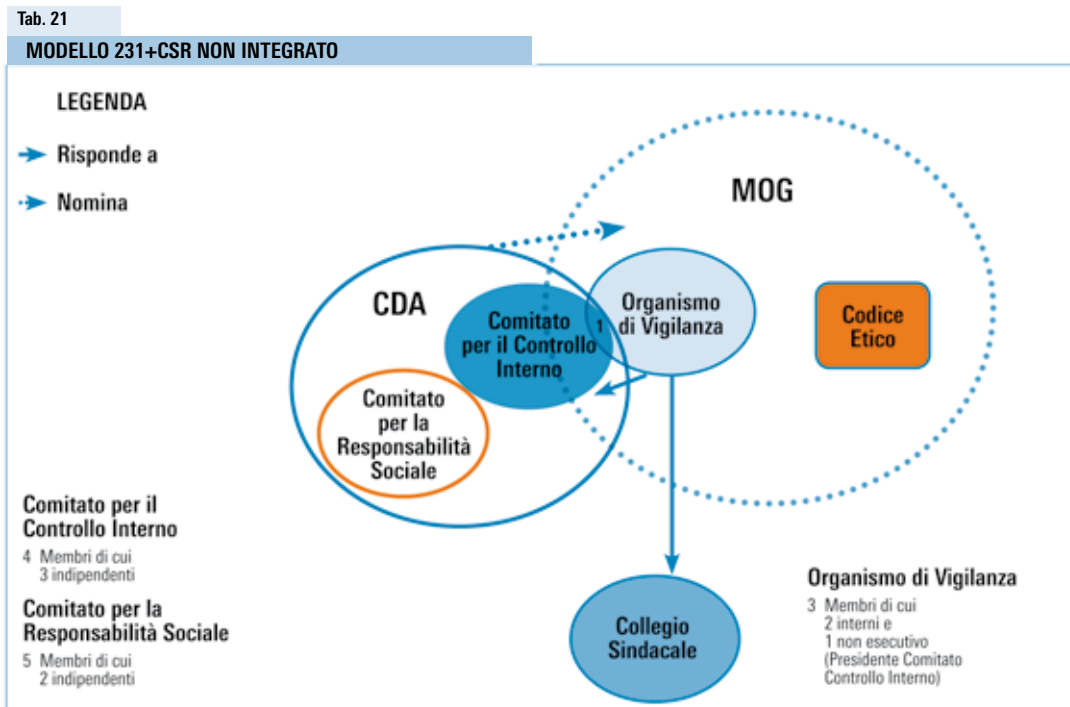 Tab. 21
MODELLO 231+CSR NON INTEGRATO
LEGENDA
Risponde a
Nomina
MOG
CDA
Comitato
per il Controllo
Interno
1
Organismo
di Vigilanza
Codice
Etico
Comitato
per la
Responsabilità
Sociale
Comitato per il
Controllo Interno
4 Membri di cui
3 indipendenti
Comitato per la
Responsabilità Sociale
5 Membri di cui
2 indipendenti
Collegio
Sindacale
Organismo di Vigilanza
3 Membri di cui
2 interni e
1 non esecutivo
(Presidente Comitato
Controllo Interno)